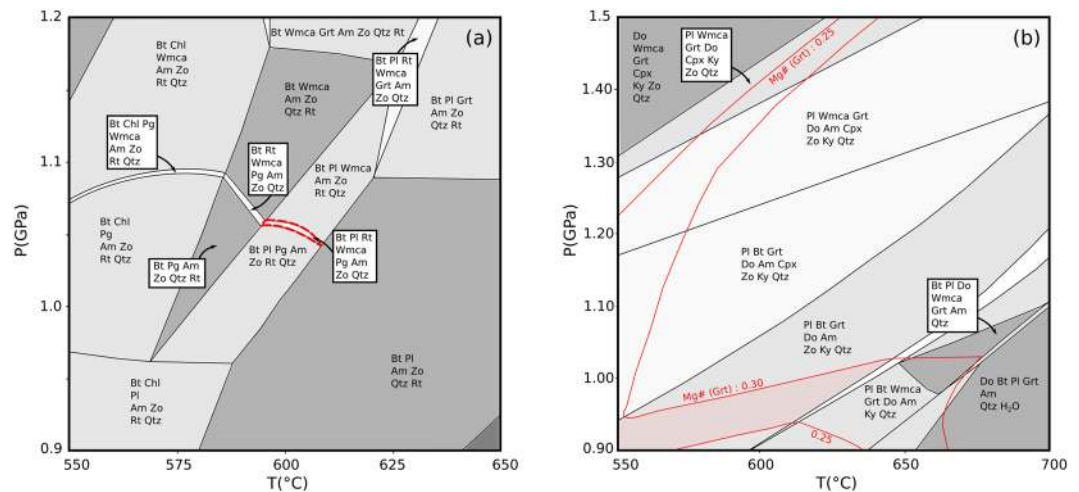 1.2
1.1
1.0
0.9
P(GPa)
550
575
600
625
650
T(°C)
(a)
Bt Chl
Wmca
Am Zo
Rt Qtz
Bt Wmca Grt Am Zo Qtz Rt
Bt Pl Rt
Wmca
Grt Am
Zo Qtz
Bt Wmca
Am Zo
Qtz Rt
Bt Pl Grt
Am Zo
Qtz Rt
Bt Chl Pg
Wmca
Am Zo
Rt Qtz
Bt Rt
Wmca
Pg Am
Zo Qtz
Bt Pl Wmca
Am Zo
Rt Qtz
Bt Chl
Pg
Am Zo
Rt Qtz
Bt Pg Am
Zo Qtz Rt
Bt Pl Pg Am
Zo Rt Qtz
Bt Pl Rt
Wmca
Pg Am
Zo Qtz
Bt Chl
Pl
Am Zo
Rt Qtz
Bt Pl
Am Zo
Qtz Rt
1.5
1.40
1.30
1.20
1.10
1.00
0.90
P(GPa)
550
600
650
700
T(°C)
(b)
Do
Wmca
Grt
Cpx
Ky Zo
Qtz
Pl Wmca
Grt Do
Cpx Ky
Zo Qtz
Mg# (Grt) : 0.25
Pl Wmca Grt
Do Am Cpx
Zo Ky Qtz
Pl Bt Grt
Do Am Cpx
Zo Ky Qtz
Bt Pl Do
Wmca
Grt Am
Qtz
Pl Bt Grt
Do Am
Zo Ky Qtz
Mg# (Grt) : 0.30
Pl Bt Wmca
Grt Do Am
Ky Qtz
Do Bt Pl Grt
Am
Qtz H₂O
0.25